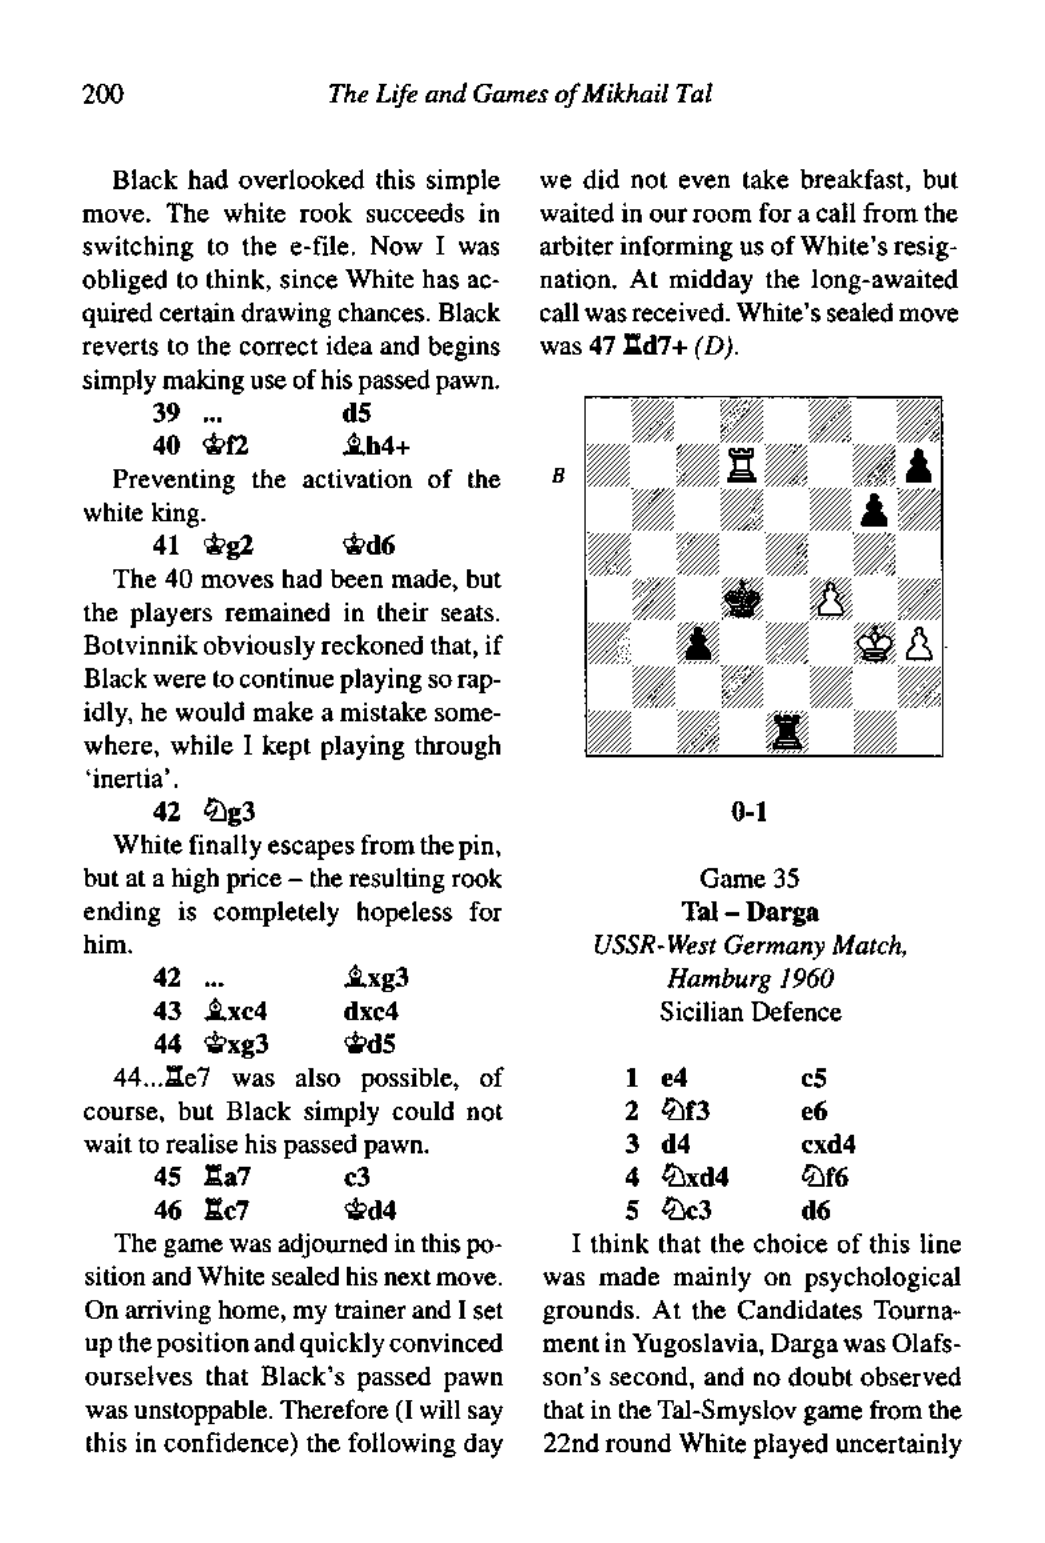 200
The Life and Games of Mikhail Tal
Black had overlooked this simple
move. The white rook succeeds in
switching to the e-file. Now I was
obliged to think, since White has ac-
quired certain drawing chances. Black
reverts to the correct idea and begins
simply making use of his passed pawn.
39 ... d5
40 ♔f2 ♗h4+
Preventing the activation of the
white king.
41 ♔g2 ♔d6
The 40 moves had been made, but
the players remained in their seats.
Botvinnik obviously reckoned that, if
Black were to continue playing so rap-
idly, he would make a mistake some-
where, while I kept playing through
‘inertia’.
42 ♘g3
White finally escapes from the pin,
but at a high price – the resulting rook
ending is completely hopeless for
him.
42 ... ♗xg3
43 ♗xc4 dxc4
44 ♔xg3 ♔d5
44...♖e7 was also possible, of
course, but Black simply could not
wait to realise his passed pawn.
45 ♖a7 c3
46 ♖c7 ♔d4
The game was adjourned in this po-
sition and White sealed his next move.
On arriving home, my trainer and I set
up the position and quickly convinced
ourselves that Black’s passed pawn
was unstoppable. Therefore (I will say
this in confidence) the following day
we did not even take breakfast, but
waited in our room for a call from the
arbiter informing us of White’s resig-
nation. At midday the long-awaited
call was received. White’s sealed move
was 47 ♖d7+ (D).
B
0-1
Game 35
Tal – Darga
USSR-West Germany Match,
Hamburg 1960
Sicilian Defence
1 e4 c5
2 ♘f3 e6
3 d4 cxd4
4 ♘xd4 ♘f6
5 ♘c3 d6
I think that the choice of this line
was made mainly on psychological
grounds. At the Candidates Tourna-
ment in Yugoslavia, Darga was Olafs-
son’s second, and no doubt observed
that in the Tal-Smyslov game from the
22nd round White played uncertainly